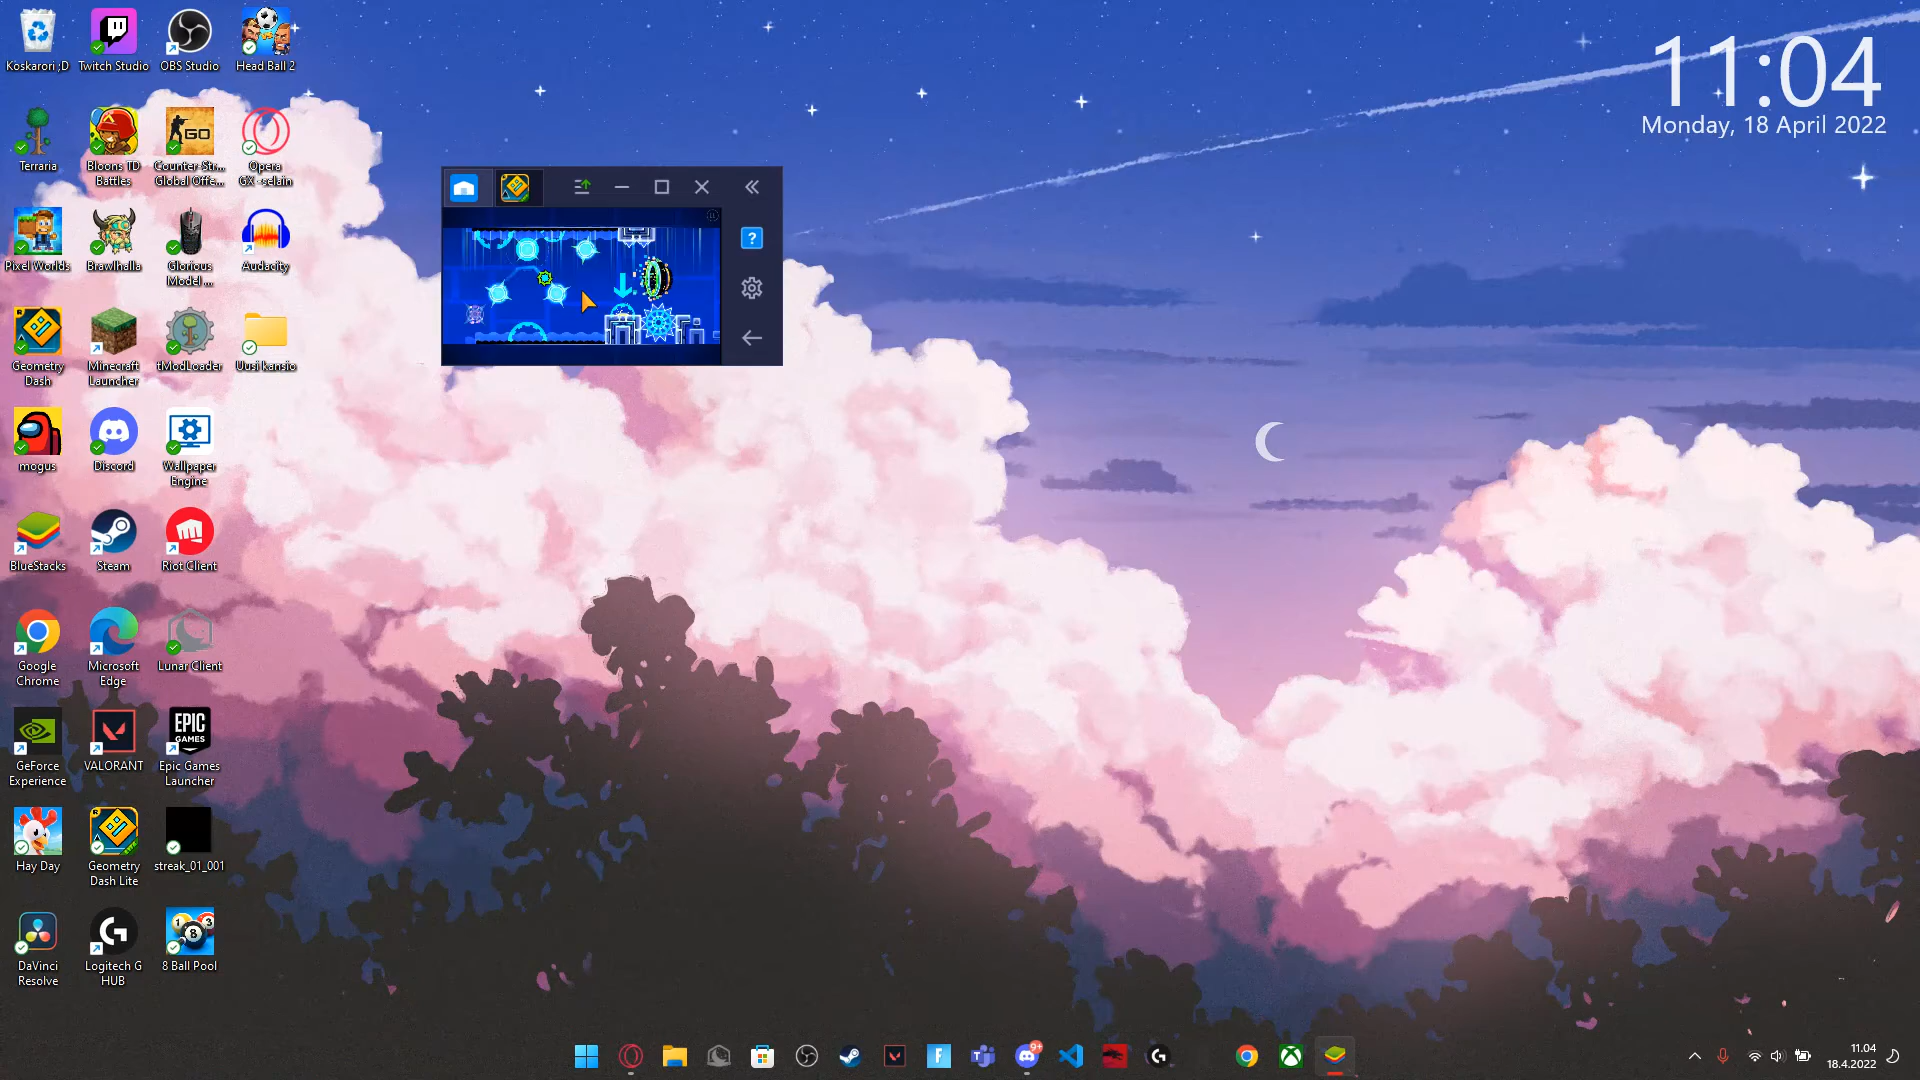 Koskarori ;D
Twitch Studio
OBS Studio
Head Ball 2
11:04
Monday, 18 April 2022
Terraria
Bloons TD
Battles
GO
Counter-Str...
Global Offe...
Opera
GX -selain
Pixel Worlds
Brawlhalla
Glorious
Model ...
Audacity
Geometry
Dash
Minecraft
Launcher
tModLoader
Uusi kansio
mogus
Discord
Wallpaper
Engine
BlueStacks
Steam
Riot Client
Google
Chrome
Microsoft
Edge
Lunar Client
GeForce
Experience
VALORANT
EPIC
GAMES
Epic Games
Launcher
Hay Day
Geometry
Dash Lite
streak_01_001
DaVinci
Resolve
Logitech G
HUB
8 Ball Pool
9+
11.04
18.4.2022